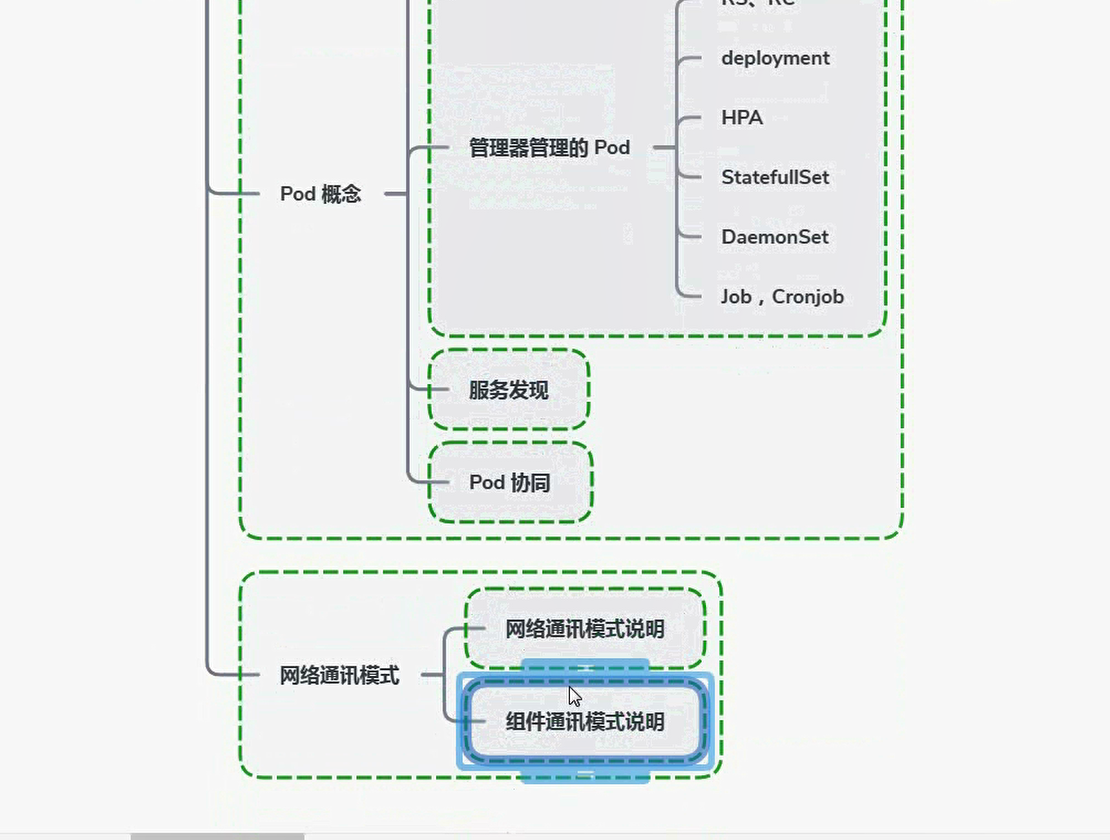 RS、RC
deployment
HPA
管理器管理的 Pod
StatefullSet
Pod 概念
DaemonSet
Job，Cronjob
服务发现
Pod 协同
网络通讯模式说明
网络通讯模式
组件通讯模式说明